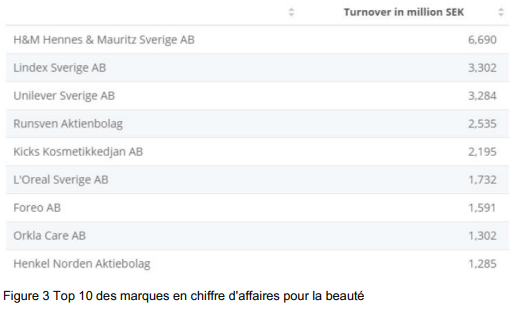 Turnover in million SEK
H&M Hennes & Mauritz Sverige AB 6,690
Lindex Sverige AB 3,302
Unilever Sverige AB 3,284
Runsven Aktienbolag 2,535
Kicks Kosmetikkedjan AB 2,195
L'Oreal Sverige AB 1,732
Foreo AB 1,591
Orkla Care AB 1,302
Henkel Norden Aktiebolag 1,285
Figure 3 Top 10 des marques en chiffre d'affaires pour la beauté